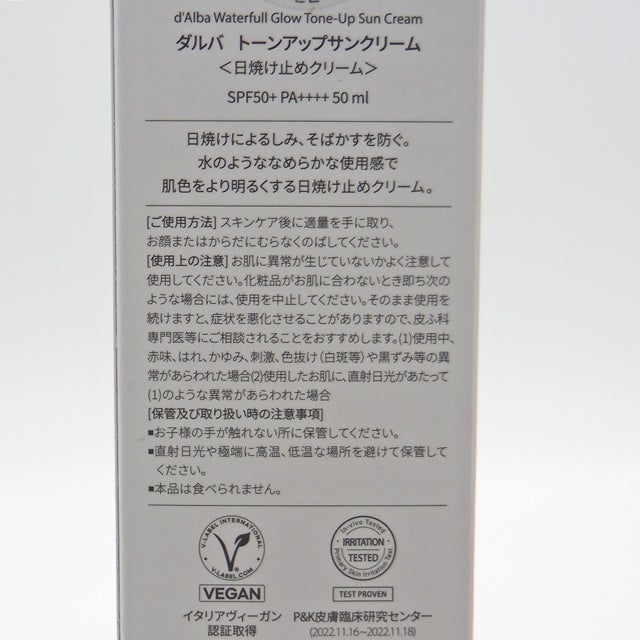 d'Alba Waterfull Glow Tone-Up Sun Cream
ダルバ トーンアップサンクリーム
＜日焼け止めクリーム＞
SPF50+ PA++++ 50 ml
日焼けによるしみ、そばかすを防ぐ。
水のようななめらかな使用感で
肌色をより明るくする日焼け止めクリーム。
[ご使用方法] スキンケア後に適量を手に取り、
お顔またはからだにむらなくのばしてください。
[使用上の注意] お肌に異常が生じていないかよく注意して
使用してください。化粧品がお肌に合わないとき即ち次の
ような場合には、使用を中止してください。そのまま使用を
続けますと、症状を悪化させることがありますので、皮ふ科
専門医等にご相談されることをおすすめします。(1)使用中、
赤味、はれ、かゆみ、刺激、色抜け（白斑等）や黒ずみ等の異
常があらわれた場合(2)使用したお肌に、直射日光があたって
(1)のような異常があらわれた場合
[保管及び取り扱い時の注意事項]
■お子様の手が触れない所に保管してください。
■直射日光や極端に高温、低温な場所を避けて保管して
ください。
■本品は食べられません。
V-LABEL INTERNATIONAL
V-LABEL.COM
VEGAN
イタリアヴィーガン
認証取得
In-vivo Tested
IRRITATION
TESTED
Primary Skin Irritation Test
TEST PROVEN
P&K皮膚臨床研究センター
(2022.11.16~2022.11.18)